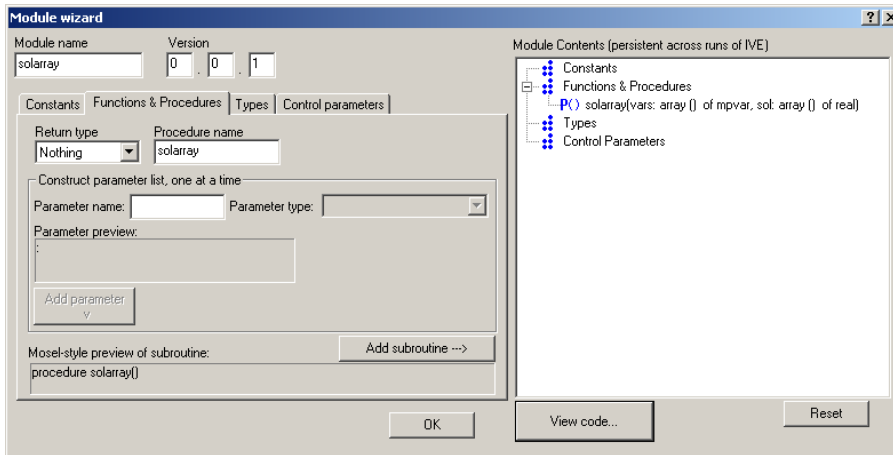 Module wizard
Module name
Version
solarray
0 . 0 . 1
Constants
Functions & Procedures
Types
Control parameters
Return type
Procedure name
Nothing
solarray
Construct parameter list, one at a time
Parameter name:
Parameter type:
Parameter preview:
:
Add parameter
v
Add subroutine --->
Mosel-style preview of subroutine:
procedure solarray()
OK
Module Contents (persistent across runs of IVE)
Constants
Functions & Procedures
P() solarray(vars: array () of mpvar, sol: array () of real)
Types
Control Parameters
View code...
Reset